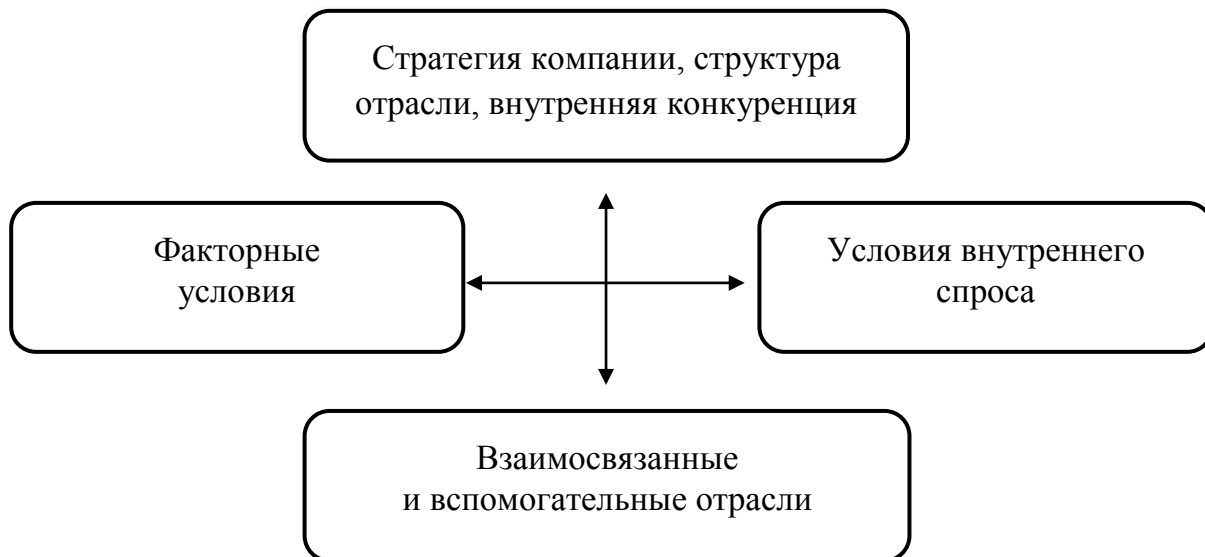 Стратегия компании, структура
отрасли, внутренняя конкуренция
Факторные
условия
Условия внутреннего
спроса
Взаимосвязанные
и вспомогательные отрасли